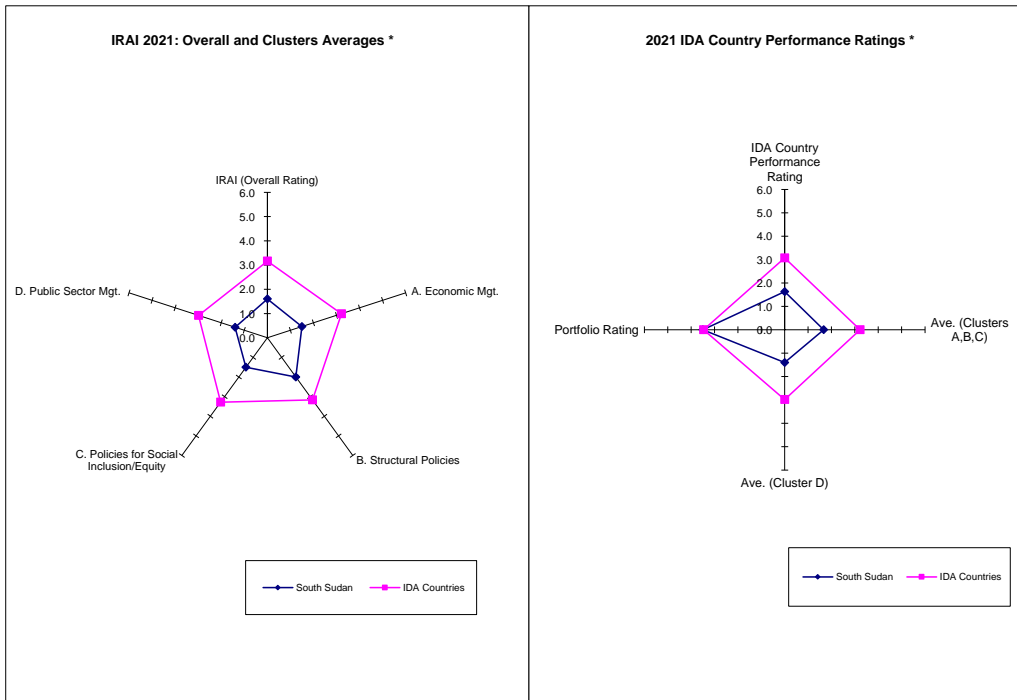 IRAI 2021: Overall and Clusters Averages *
IRAI (Overall Rating)
6.0
5.0
4.0
3.0
2.0
1.0
0.0
A. Economic Mgt.
B. Structural Policies
C. Policies for Social
Inclusion/Equity
D. Public Sector Mgt.
South Sudan
IDA Countries
2021 IDA Country Performance Ratings *
IDA Country
Performance
Rating
6.0
5.0
4.0
3.0
2.0
1.0
0.0
Ave. (Clusters
A,B,C)
Ave. (Cluster D)
Portfolio Rating
South Sudan
IDA Countries